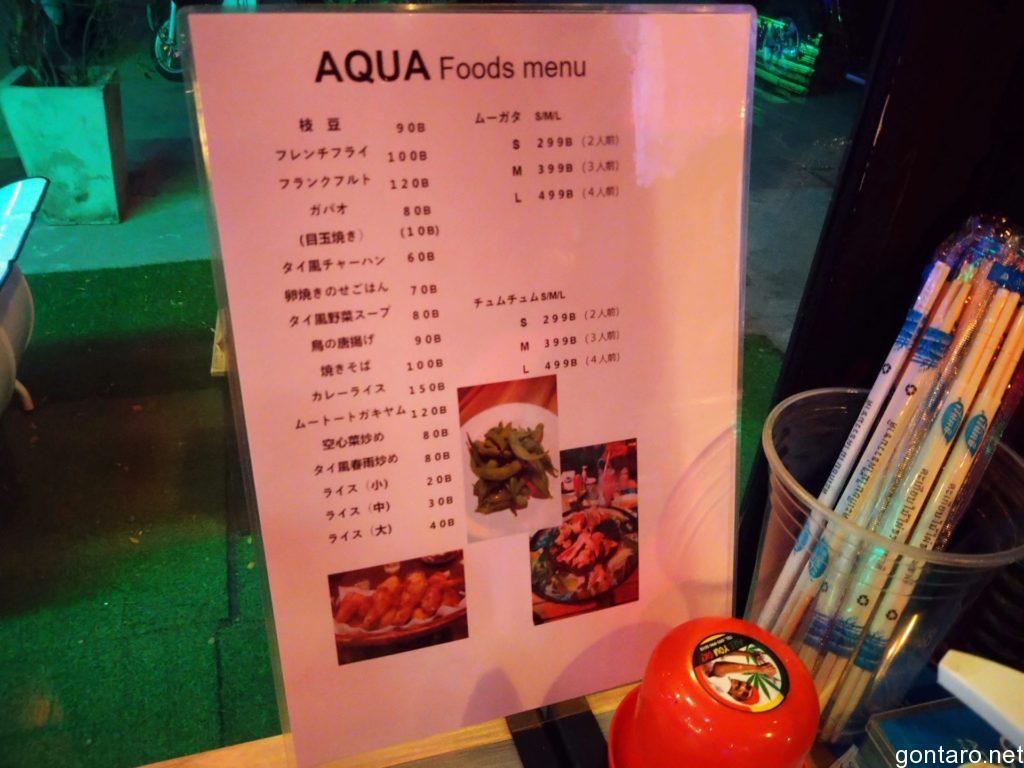 AQUA Foods menu
枝 豆 90B
フレンチフライ 100B
フランクフルト 120B
ガパオ 80B
(目玉焼き) (10B)
タイ風チャーハン 60B
卵焼きのせごはん 70B
タイ風野菜スープ 80B
鳥の唐揚げ 90B
焼きそば 100B
カレーライス 150B
ムートートガキヤム 120B
空心菜炒め 80B
タイ風春雨炒め 80B
ライス(小) 20B
ライス(中) 30B
ライス(大) 40B
ムーガタ S/M/L
S 299B (2人前)
M 399B (3人前)
L 499B (4人前)
チュムチュムS/M/L
S 299B (2人前)
M 399B (3人前)
L 499B (4人前)
gontaro.net